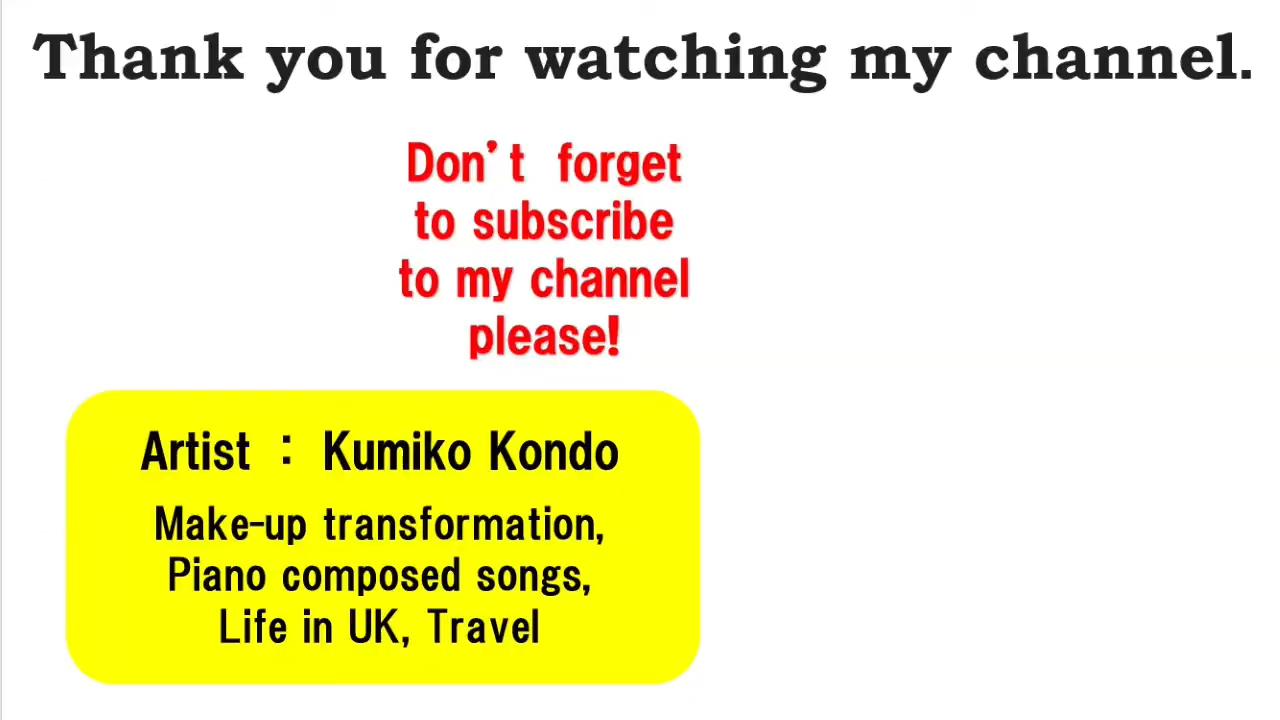 Thank you for watching my channel.
Don't forget
to subscribe
to my channel
please!
Artist : Kumiko Kondo
Make-up transformation,
Piano composed songs,
Life in UK, Travel